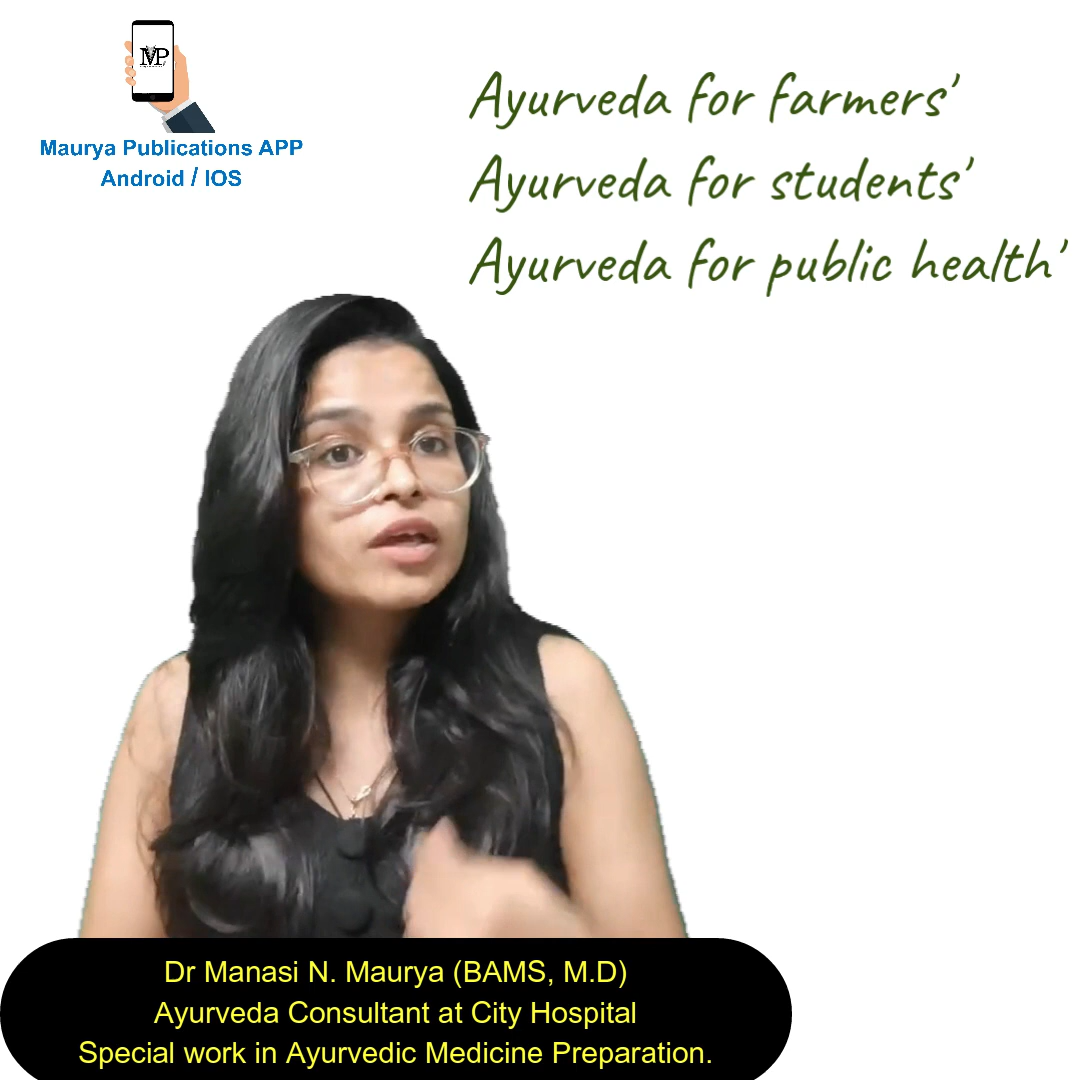 MP
Maurya Publications APP
Android / IOS
Ayurveda for farmers'
Ayurveda for students'
Ayurveda for public health'
Dr Manasi N. Maurya (BAMS, M.D)
Ayurveda Consultant at City Hospital
Special work in Ayurvedic Medicine Preparation.